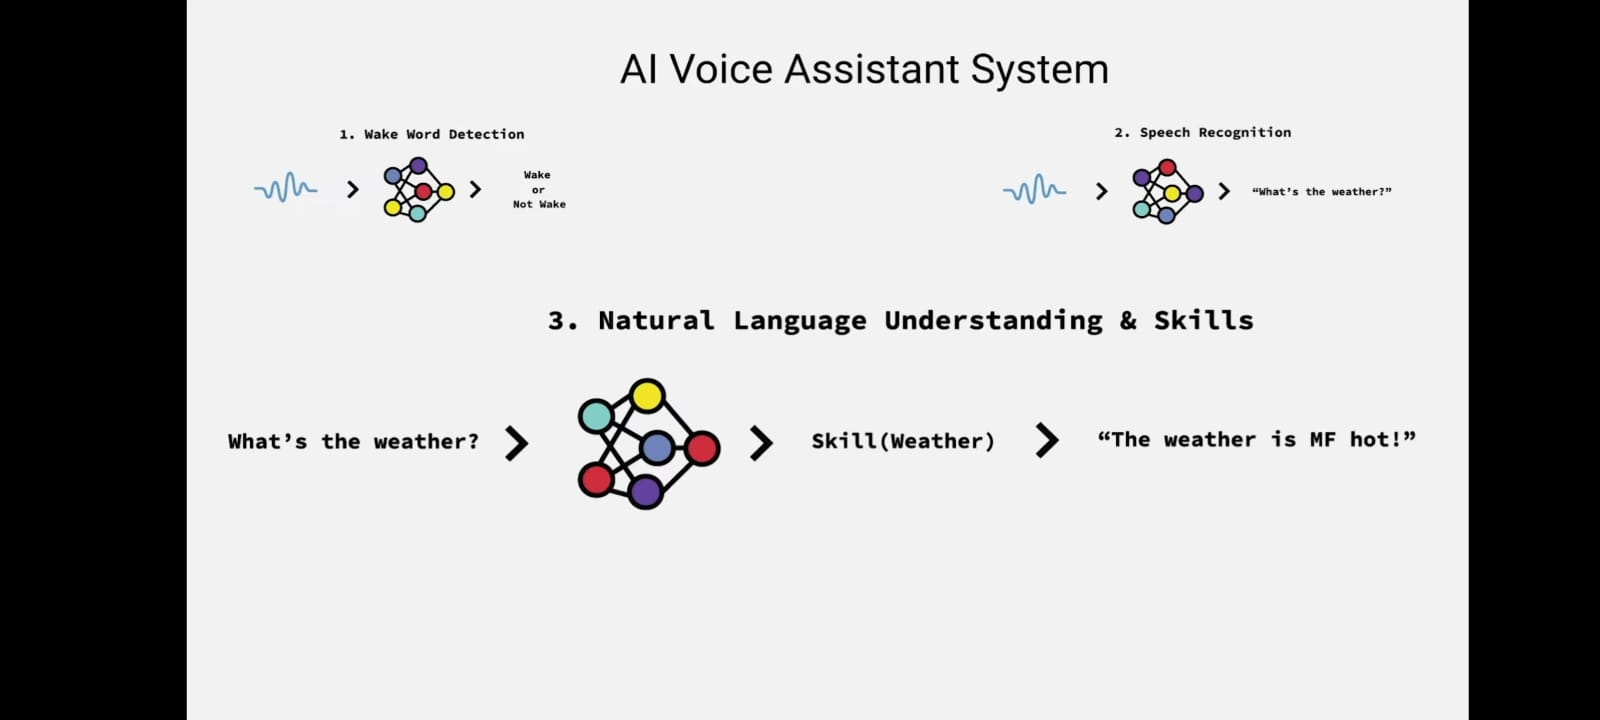 AI Voice Assistant System
1. Wake Word Detection
Wake
or
Not Wake
2. Speech Recognition
“What’s the weather?”
3. Natural Language Understanding & Skills
What’s the weather?
Skill(Weather)
“The weather is MF hot!”